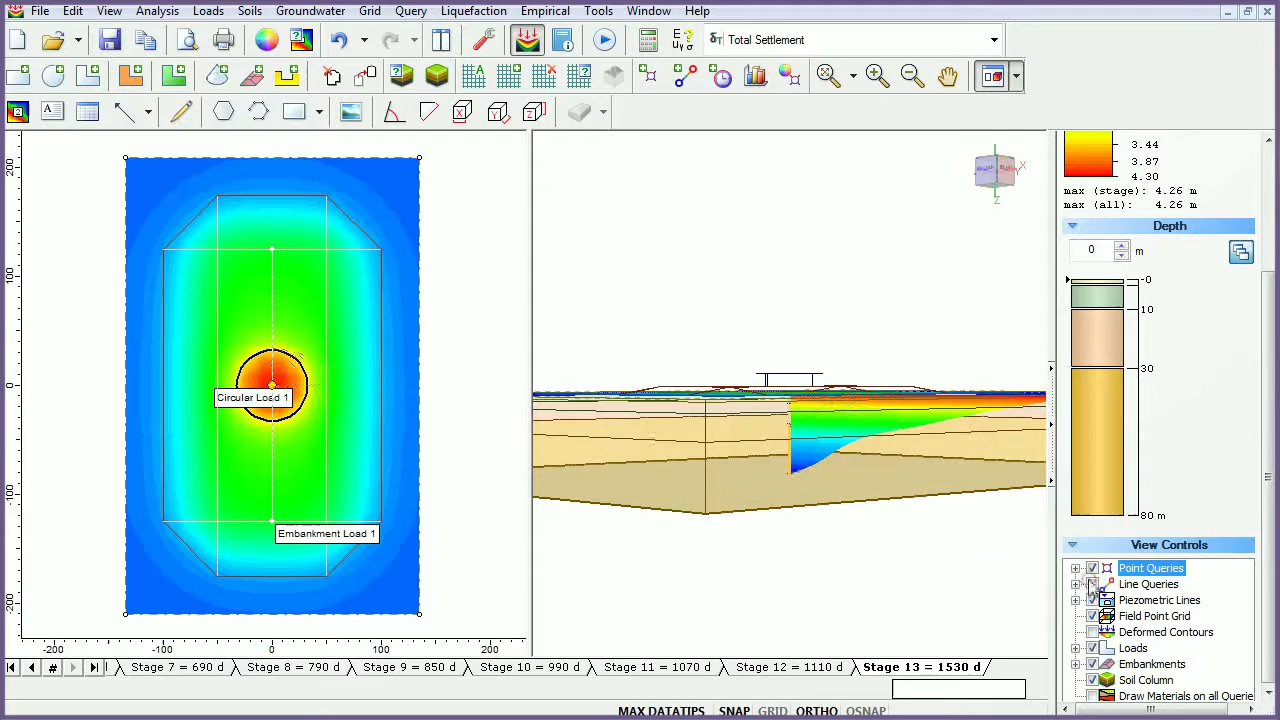 File Edit View Analysis Loads Soils Groundwater Grid Query Liquefaction Empirical Tools Window Help
δT Total Settlement
3.44
3.87
4.30
max (stage): 4.26 m
max (all): 4.26 m
Depth
0 m
0
10
30
80 m
200
100
0
-100
-200
Circular Load 1
Embankment Load 1
-200 -100 0 100 200
View Controls
Point Queries
Line Queries
Piezometric Lines
Field Point Grid
Deformed Contours
Loads
Embankments
Soil Column
Draw Materials on all Querie
Stage 7 = 690 d Stage 8 = 790 d Stage 9 = 850 d Stage 10 = 990 d Stage 11 = 1070 d Stage 12 = 1110 d Stage 13 = 1530 d
MAX DATATIPS SNAP GRID ORTHO OSNAP